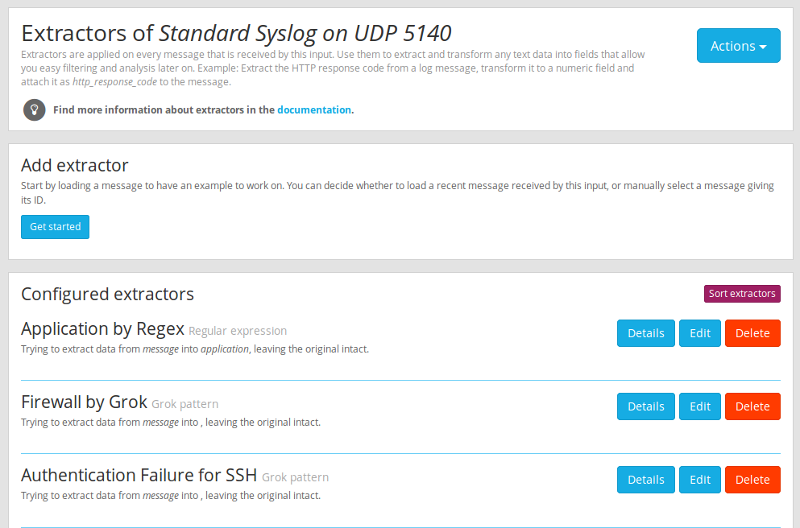 Extractors of Standard Syslog on UDP 5140
Extractors are applied on every message that is received by this input. Use them to extract and transform any text data into fields that allow
you easy filtering and analysis later on. Example: Extract the HTTP response code from a log message, transform it to a numeric field and
attach it as http_response_code to the message.
Actions
Find more information about extractors in the documentation.
Add extractor
Start by loading a message to have an example to work on. You can decide whether to load a recent message received by this input, or manually select a message giving
its ID.
Get started
Configured extractors
Sort extractors
Application by Regex Regular expression
Trying to extract data from message into application, leaving the original intact.
Details Edit Delete
Firewall by Grok Grok pattern
Trying to extract data from message into , leaving the original intact.
Details Edit Delete
Authentication Failure for SSH Grok pattern
Trying to extract data from message into , leaving the original intact.
Details Edit Delete